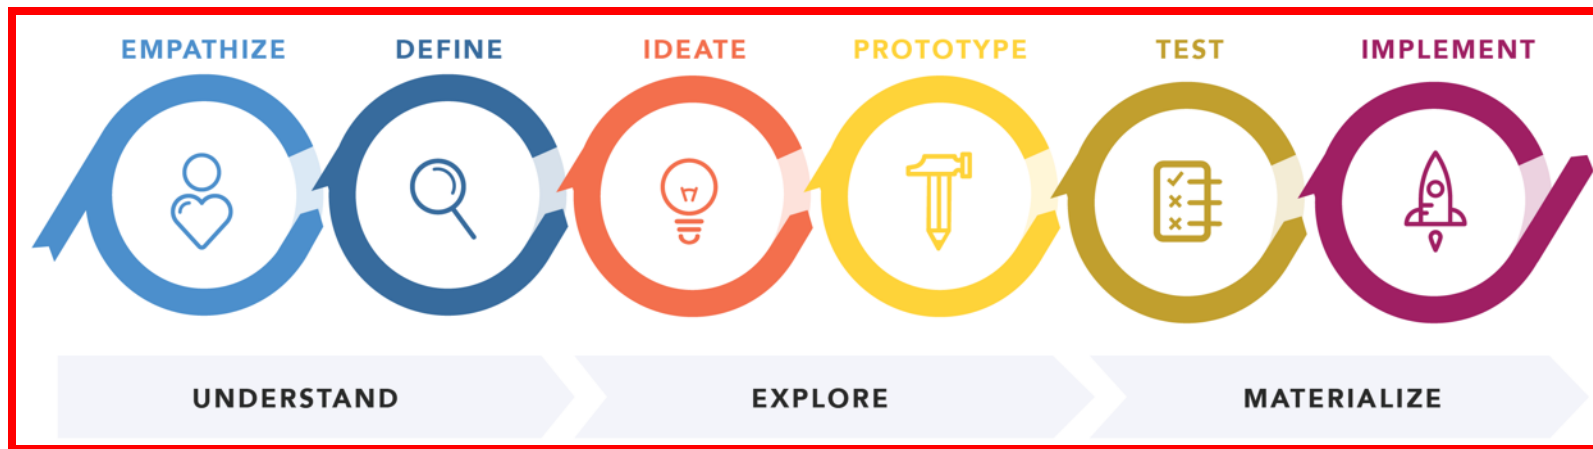 EMPATHIZE DEFINE IDEATE PROTOTYPE TEST IMPLEMENT
UNDERSTAND EXPLORE MATERIALIZE